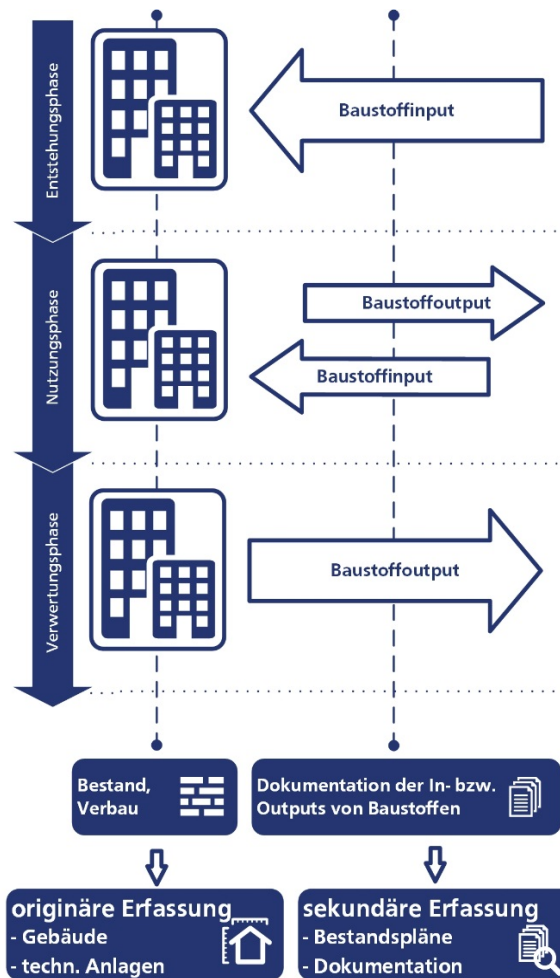 Entstehungsphase
Baustoffinput
Nutzungsphase
Baustoffoutput
Baustoffinput
Verwertungsphase
Baustoffoutput
Bestand,
Verbau
Dokumentation der In- bzw.
Outputs von Baustoffen
originäre Erfassung
- Gebäude
- techn. Anlagen
sekundäre Erfassung
- Bestandspläne
- Dokumentation